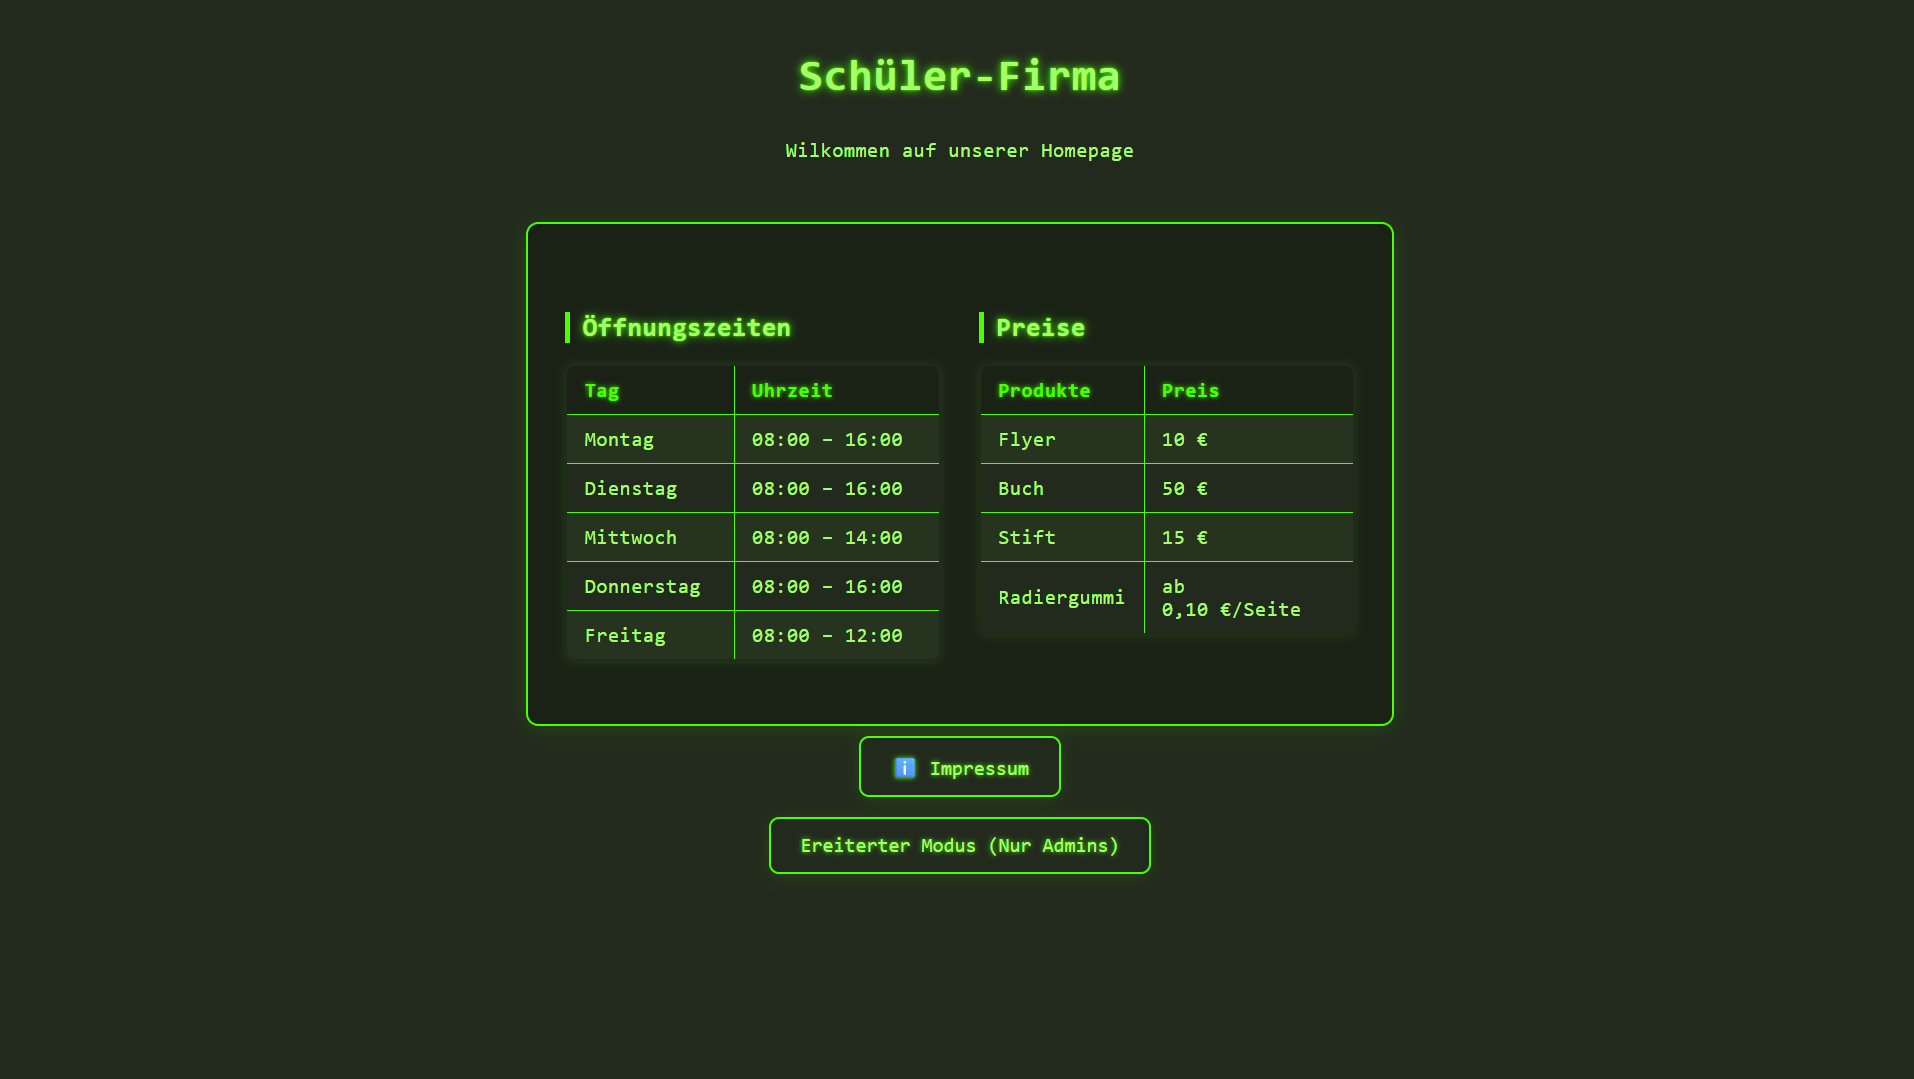 Schüler-Firma
Wilkommen auf unserer Homepage
Öffnungszeiten
Tag Uhrzeit
Montag 08:00 – 16:00
Dienstag 08:00 – 16:00
Mittwoch 08:00 – 14:00
Donnerstag 08:00 – 16:00
Freitag 08:00 – 12:00
Preise
Produkte Preis
Flyer 10 €
Buch 50 €
Stift 15 €
Radiergummi ab
0,10 €/Seite
ℹ️ Impressum
Ereiterter Modus (Nur Admins)